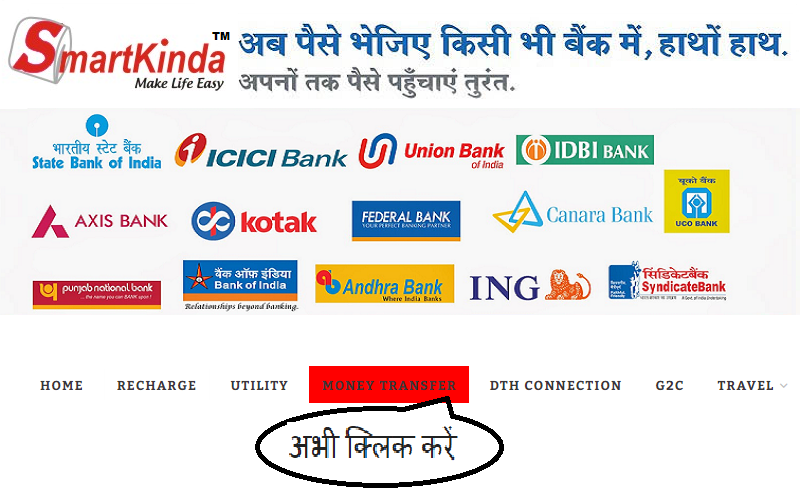 SmartKinda™
Make Life Easy
अब पैसे भेजिए किसी भी बैंक में, हाथों हाथ.
अपनों तक पैसे पहुँचाएं तुरंत.
भारतीय स्टेट बैंक
State Bank of India
ICICI Bank
Union Bank
of India
IDBI BANK
AXIS BANK
kotak
FEDERAL BANK
YOUR PERFECT BANKING PARTNER
Canara Bank
यूको बैंक
UCO BANK
punjab national bank
...the name you can BANK upon!
बैंक ऑफ इंडिया
Bank of India
Relationships beyond banking.
Andhra Bank
Where India Banks
ING
सिंडिकेटबैंक
SyndicateBank
HOME RECHARGE UTILITY MONEY TRANSFER DTH CONNECTION G2C TRAVEL
अभी क्लिक करें